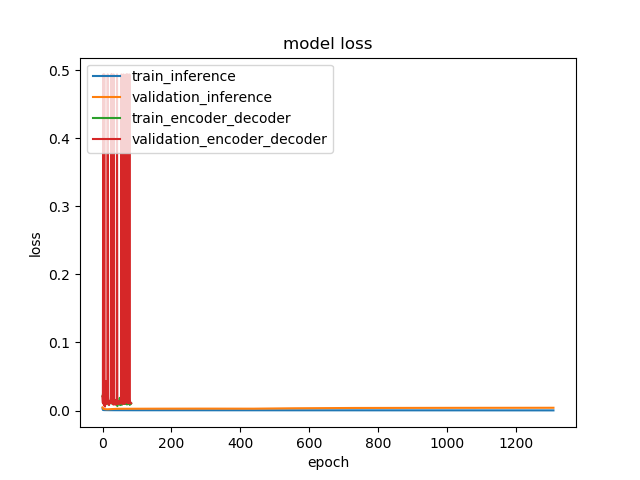 model loss
train_inference
validation_inference
train_encoder_decoder
validation_encoder_decoder
0.5
0.4
0.3
0.2
0.1
0.0
loss
0 200 400 600 800 1000 1200
epoch